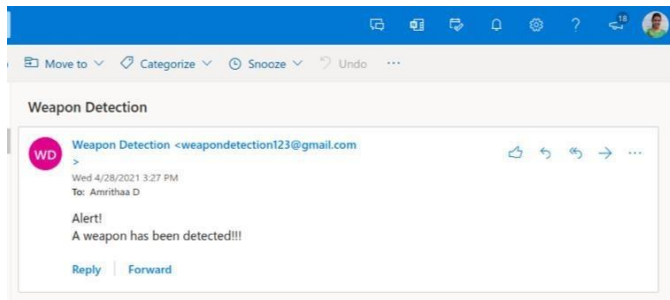 18
Move to Categorize Snooze Undo ...
Weapon Detection
WD
Weapon Detection <weapondetection123@gmail.com
>
Wed 4/28/2021 3:27 PM
To: Amrithaa D
Alert!
A weapon has been detected!!!
Reply Forward